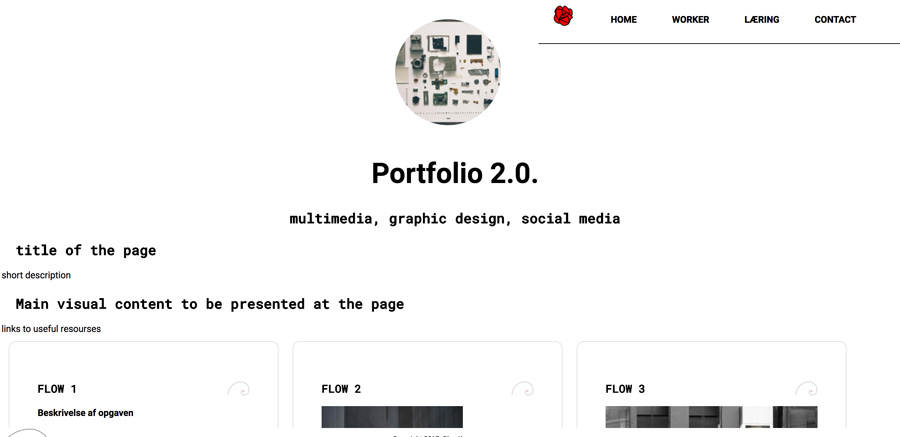 HOME WORKER LÆRING CONTACT
Portfolio 2.0.
multimedia, graphic design, social media
title of the page
short description
Main visual content to be presented at the page
links to useful resourses
FLOW 1
Beskrivelse af opgaven
FLOW 2
FLOW 3